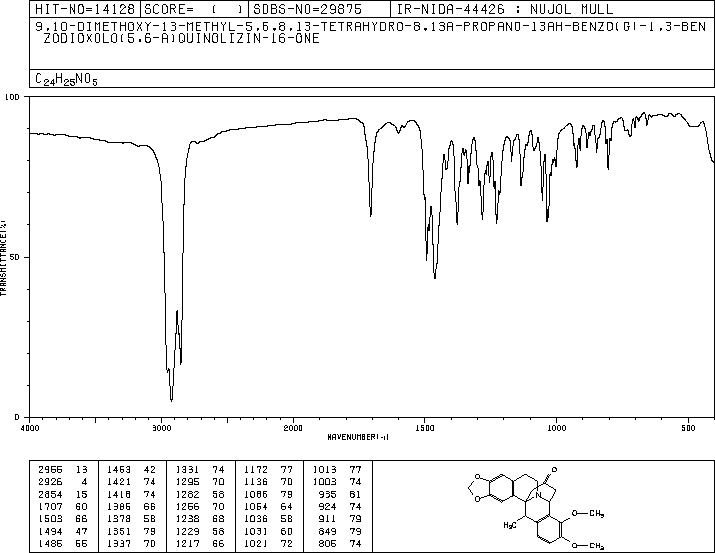 HIT-NO=14128 SCORE= ( ) SDBS-NO=29875 IR-NIDA-44426 : NUJOL MULL
9,10-DIMETHOXY-13-METHYL-5,6,8,13-TETRAHYDRO-8,13A-PROPANO-13AH-BENZO(G)-1,3-BEN
ZODIOXOLO(5,6-A)QUINOLIZIN-16-ONE
C24H25NO5
100
50
0
TRANSMITTANCE(%)
4000 3000 2000 1500 1000 500
WAVENUMBER(-1)
2966 13 1463 42 1331 74 1172 77 1013 77
2926 4 1421 74 1295 70 1136 70 1003 74
2854 15 1418 74 1282 58 1086 79 935 81
1707 60 1386 66 1256 70 1054 64 924 74
1503 66 1378 58 1238 68 1036 58 911 79
1494 47 1351 79 1229 58 1031 60 849 79
1486 66 1337 70 1217 66 1021 72 806 74
O
O
O
N
H3C
O CH3
O CH3